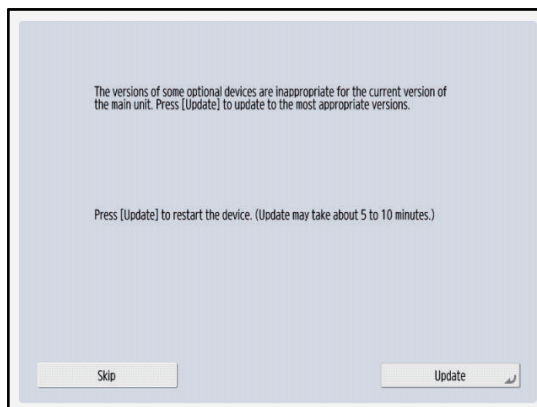 The versions of some optional devices are inappropriate for the current version of
the main unit. Press [Update] to update to the most appropriate versions.
Press [Update] to restart the device. (Update may take about 5 to 10 minutes.)
Skip
Update